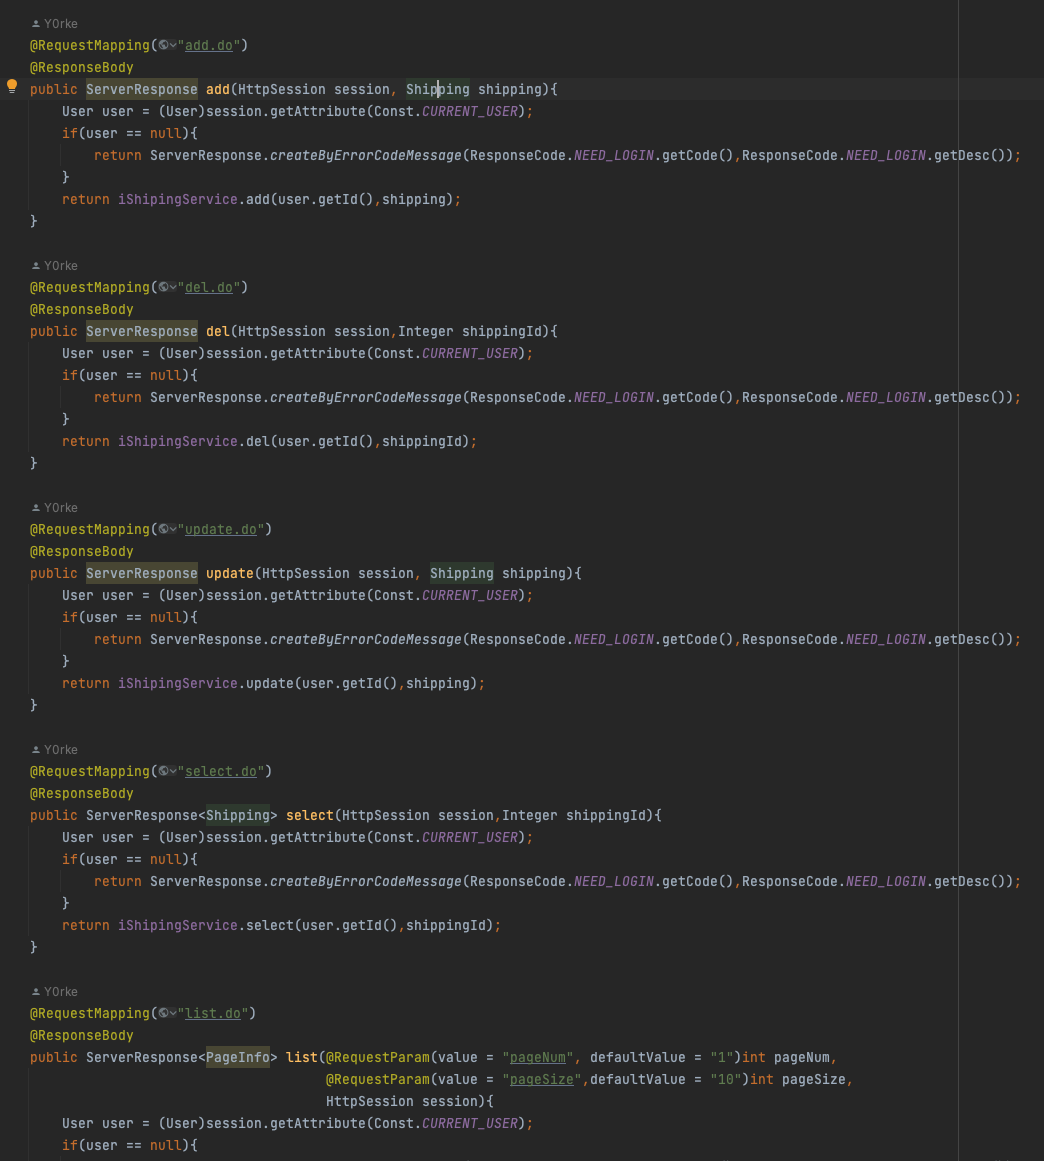 Y0rke
@RequestMapping("add.do")
@ResponseBody
public ServerResponse add(HttpSession session, Shipping shipping){
    User user = (User)session.getAttribute(Const.CURRENT_USER);
    if(user == null){
        return ServerResponse.createByErrorCodeMessage(ResponseCode.NEED_LOGIN.getCode(),ResponseCode.NEED_LOGIN.getDesc());
    }
    return iShipingService.add(user.getId(),shipping);
}
Y0rke
@RequestMapping("del.do")
@ResponseBody
public ServerResponse del(HttpSession session,Integer shippingId){
    User user = (User)session.getAttribute(Const.CURRENT_USER);
    if(user == null){
        return ServerResponse.createByErrorCodeMessage(ResponseCode.NEED_LOGIN.getCode(),ResponseCode.NEED_LOGIN.getDesc());
    }
    return iShipingService.del(user.getId(),shippingId);
}
Y0rke
@RequestMapping("update.do")
@ResponseBody
public ServerResponse update(HttpSession session, Shipping shipping){
    User user = (User)session.getAttribute(Const.CURRENT_USER);
    if(user == null){
        return ServerResponse.createByErrorCodeMessage(ResponseCode.NEED_LOGIN.getCode(),ResponseCode.NEED_LOGIN.getDesc());
    }
    return iShipingService.update(user.getId(),shipping);
}
Y0rke
@RequestMapping("select.do")
@ResponseBody
public ServerResponse<Shipping> select(HttpSession session,Integer shippingId){
    User user = (User)session.getAttribute(Const.CURRENT_USER);
    if(user == null){
        return ServerResponse.createByErrorCodeMessage(ResponseCode.NEED_LOGIN.getCode(),ResponseCode.NEED_LOGIN.getDesc());
    }
    return iShipingService.select(user.getId(),shippingId);
}
Y0rke
@RequestMapping("list.do")
@ResponseBody
public ServerResponse<PageInfo> list(@RequestParam(value = "pageNum", defaultValue = "1")int pageNum,
                                     @RequestParam(value = "pageSize",defaultValue = "10")int pageSize,
                                     HttpSession session){
    User user = (User)session.getAttribute(Const.CURRENT_USER);
    if(user == null){